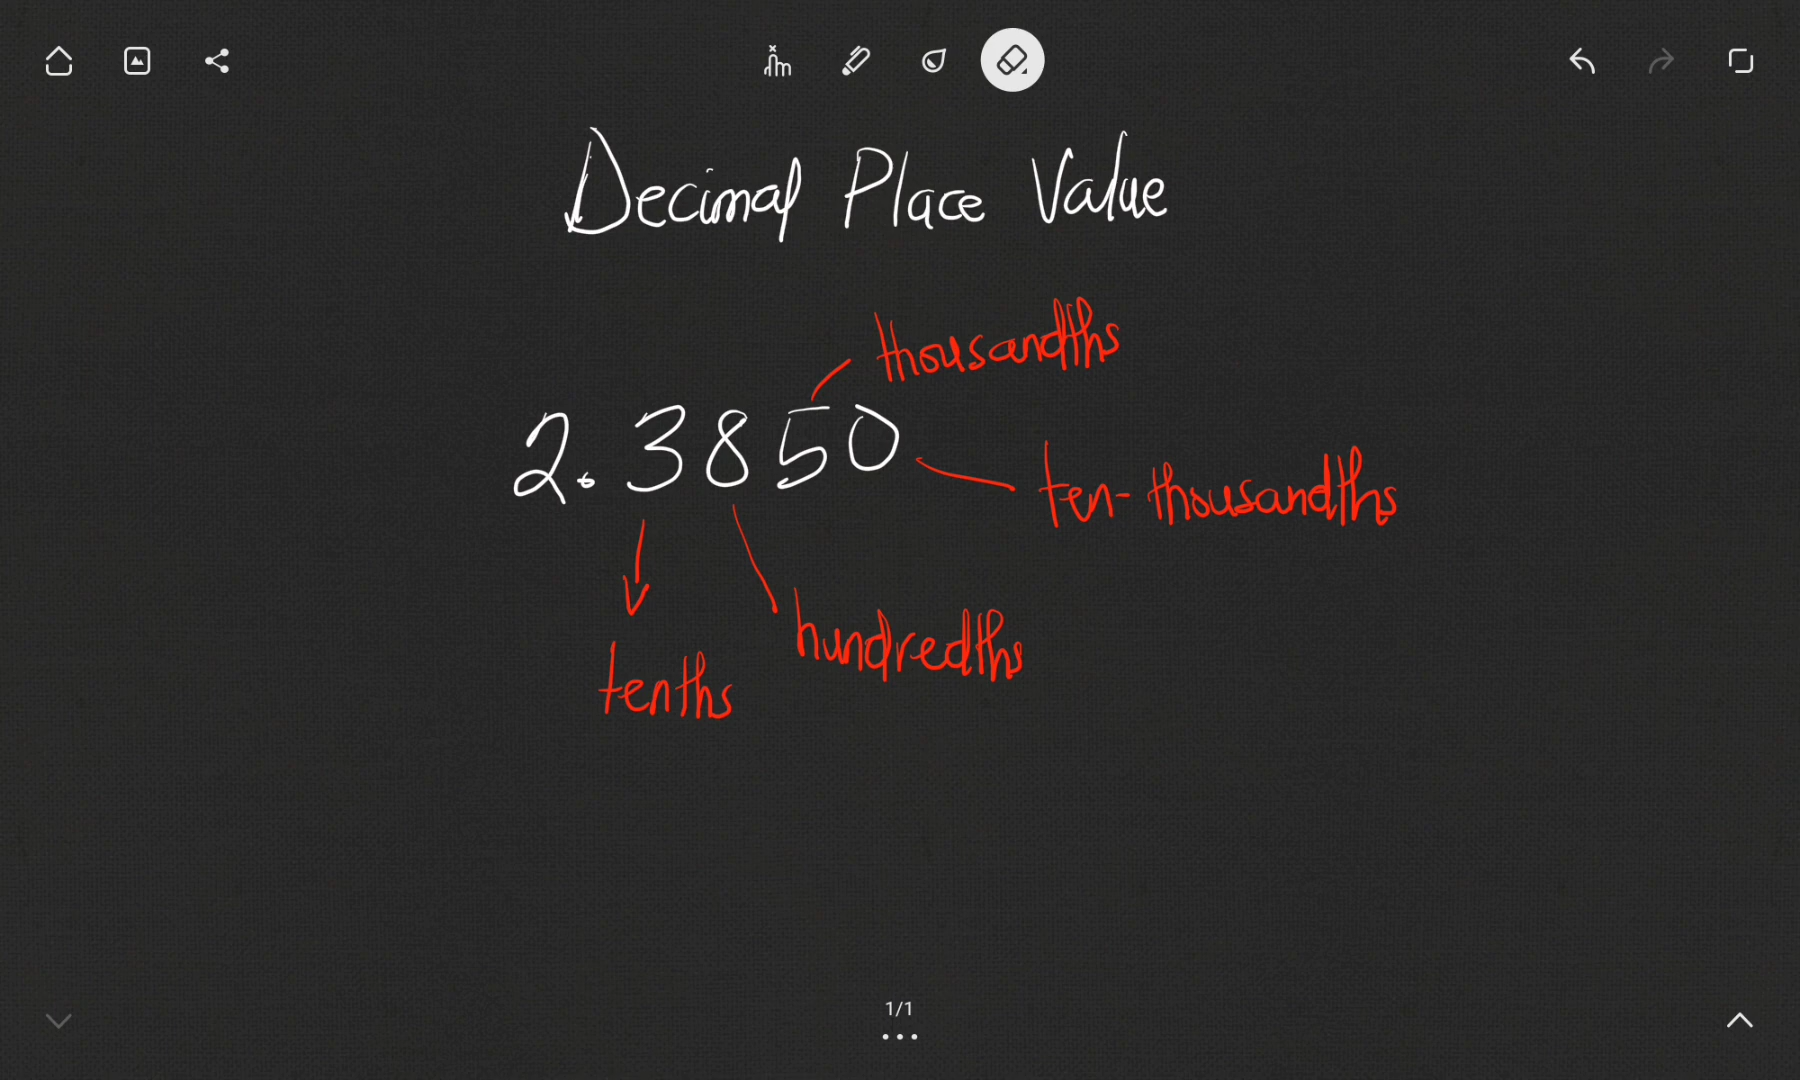 Decimal Place Value
thousandths
2.3850
ten-thousandths
hundredths
tenths
1/1